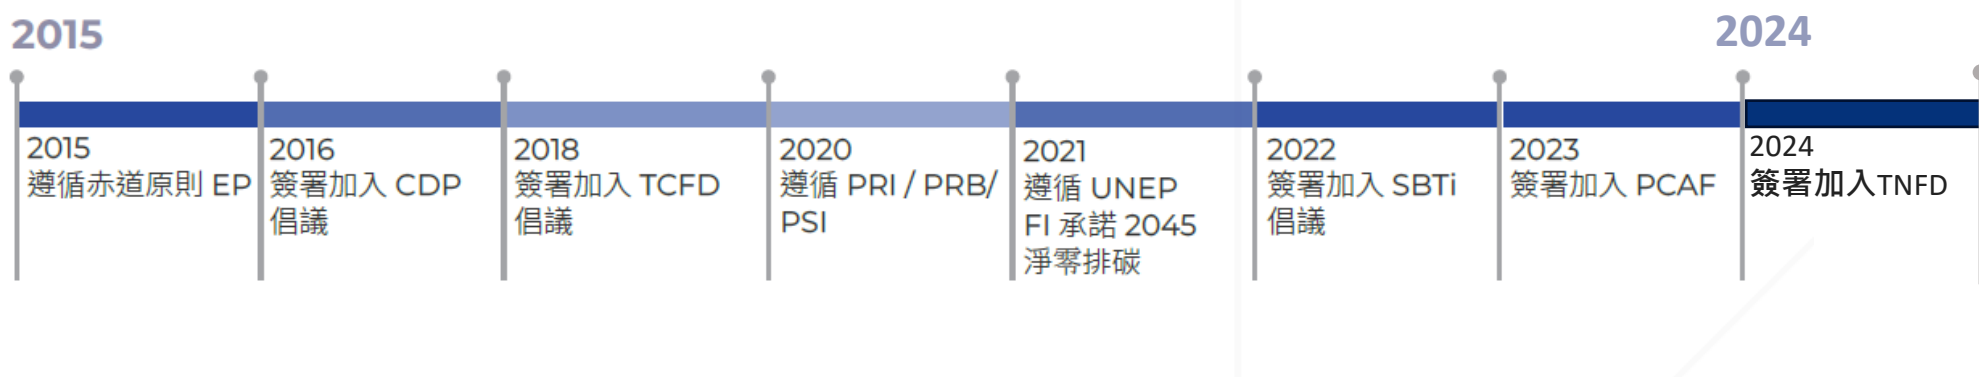 2015
2024
2015
遵循赤道原則 EP
2016
簽署加入 CDP
倡議
2018
簽署加入 TCFD
倡議
2020
遵循 PRI / PRB/
PSI
2021
遵循 UNEP
FI 承諾 2045
淨零排碳
2022
簽署加入 SBTi
倡議
2023
簽署加入 PCAF
2024
簽署加入TNFD